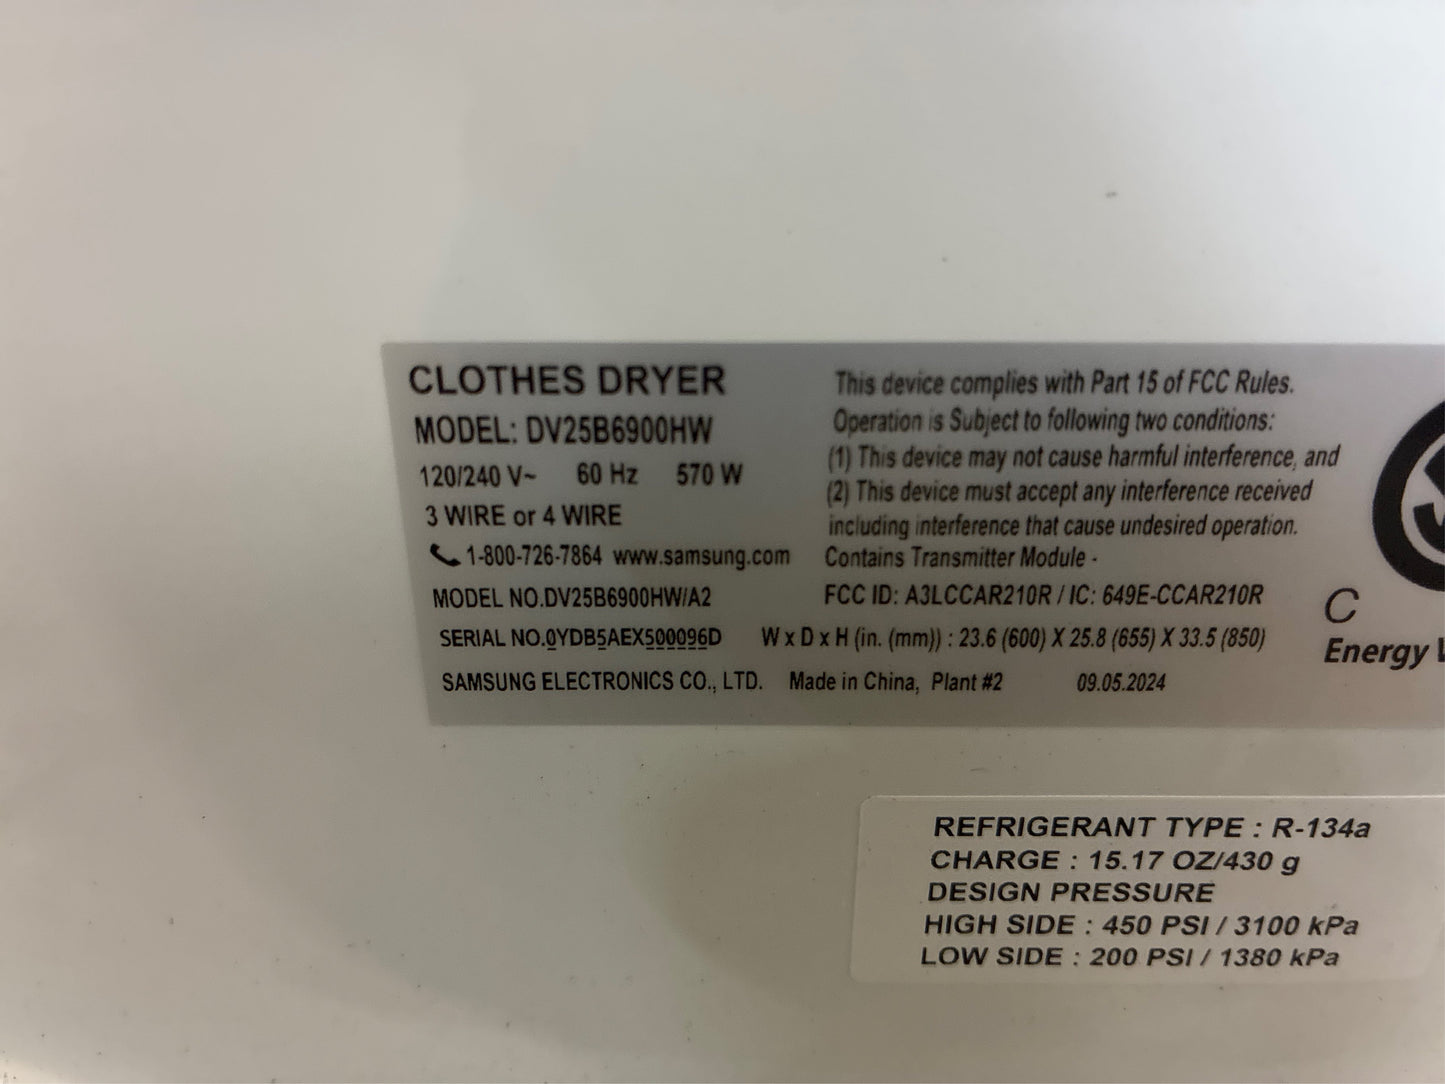 CLOTHES DRYER
MODEL: DV25B6900HW
120/240 V~ 60 Hz 570 W
3 WIRE or 4 WIRE
1-800-726-7864 www.samsung.com
MODEL NO.DV25B6900HW/A2
SERIAL NO.0YDB5AEX500096D W x D x H (in. (mm)) : 23.6 (600) X 25.8 (655) X 33.5 (850)
SAMSUNG ELECTRONICS CO., LTD. Made in China, Plant #2 09.05.2024
This device complies with Part 15 of FCC Rules.
Operation is Subject to following two conditions:
(1) This device may not cause harmful interference, and
(2) This device must accept any interference received
including interference that cause undesired operation.
Contains Transmitter Module -
FCC ID: A3LCCAR210R / IC: 649E-CCAR210R
C
Energy
REFRIGERANT TYPE : R-134a
CHARGE : 15.17 OZ/430 g
DESIGN PRESSURE
HIGH SIDE : 450 PSI / 3100 kPa
LOW SIDE : 200 PSI / 1380 kPa